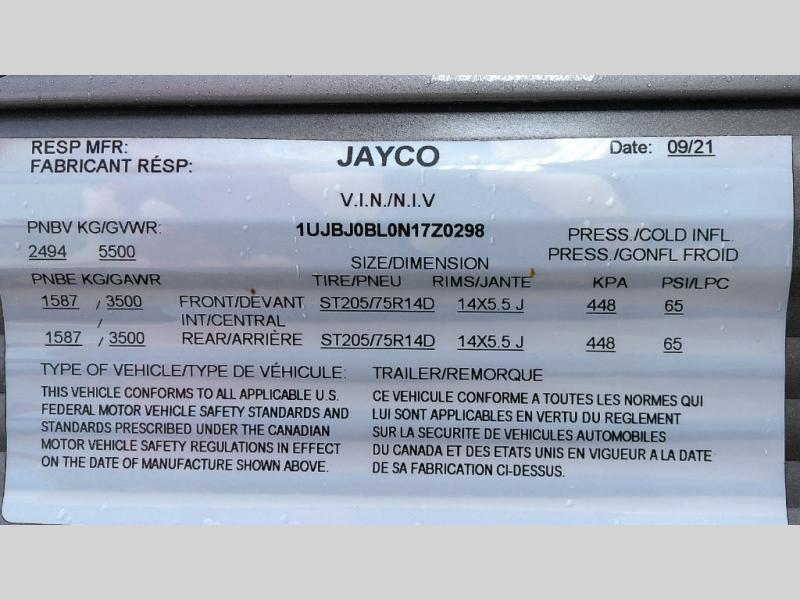 RESP MFR:
FABRICANT RÉSP:
JAYCO
Date: 09/21
V.I.N./N.I.V
PNBV KG/GVWR:
1UJBJ0BL0N17Z0298
PRESS./COLD INFL.
2494 5500
SIZE/DIMENSION
PRESS./GONFL FROID
PNBE KG/GAWR
TIRE/PNEU RIMS/JANTE KPA PSI/LPC
1587 / 3500 FRONT/DEVANT ST205/75R14D 14X5.5 J 448 65
/ INT/CENTRAL
1587 / 3500 REAR/ARRIÈRE ST205/75R14D 14X5.5 J 448 65
TYPE OF VEHICLE/TYPE DE VÉHICULE: TRAILER/REMORQUE
THIS VEHICLE CONFORMS TO ALL APPLICABLE U.S.
FEDERAL MOTOR VEHICLE SAFETY STANDARDS AND
STANDARDS PRESCRIBED UNDER THE CANADIAN
MOTOR VEHICLE SAFETY REGULATIONS IN EFFECT
ON THE DATE OF MANUFACTURE SHOWN ABOVE.
CE VEHICULE CONFORME A TOUTES LES NORMES QUI
LUI SONT APPLICABLES EN VERTU DU REGLEMENT
SUR LA SECURITE DE VEHICULES AUTOMOBILES
DU CANADA ET DES ETATS UNIS EN VIGUEUR A LA DATE
DE SA FABRICATION CI-DESSUS.